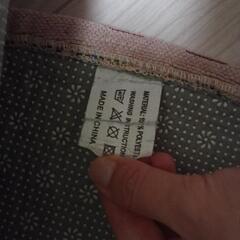 MATERIAL: 100% POLYESTER
WASHING INSTRUCTION
MADE IN CHINA